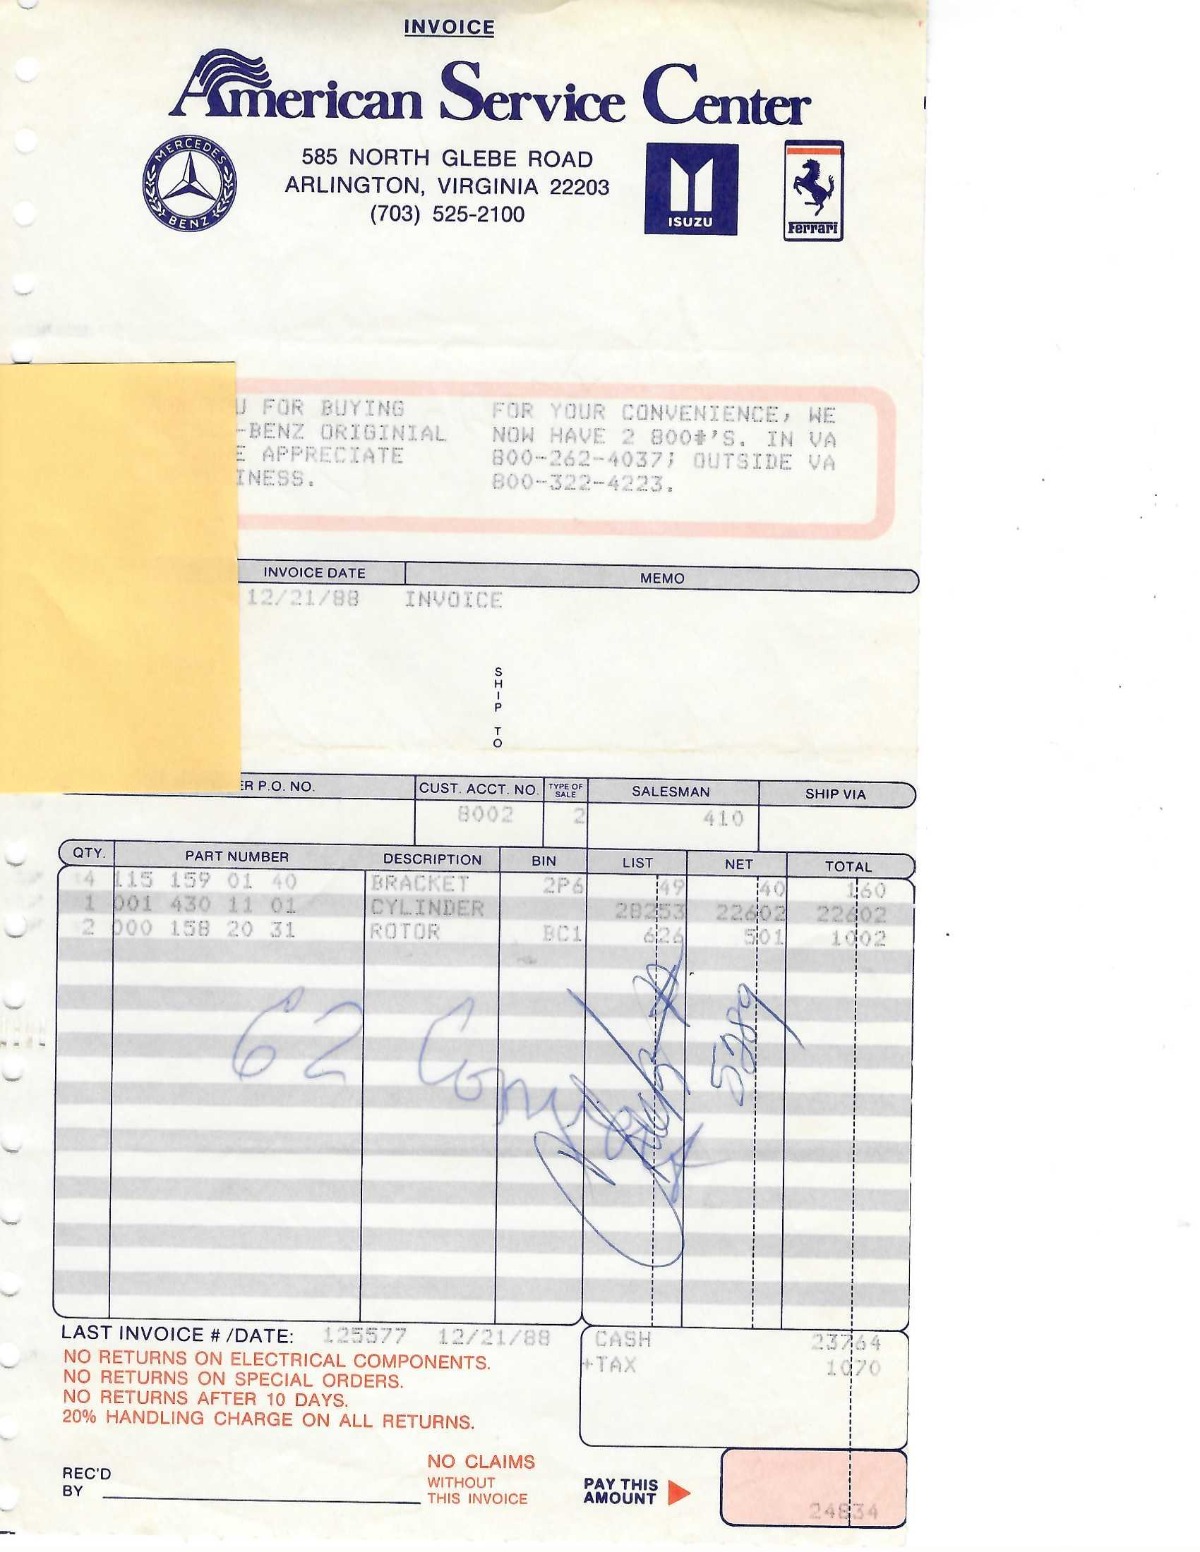 INVOICE
American Service Center
MERCEDES BENZ
585 NORTH GLEBE ROAD
ARLINGTON, VIRGINIA 22203
(703) 525-2100
ISUZU
Ferrari
U FOR BUYING FOR YOUR CONVENIENCE, WE
-BENZ ORIGINIAL NOW HAVE 2 800#'S. IN VA
E APPRECIATE 800-262-4037; OUTSIDE VA
INESS. 800-322-4223.
INVOICE DATE MEMO
12/21/88 INVOICE
SHIP TO
ER P.O. NO. CUST. ACCT. NO. TYPE OF SALE SALESMAN SHIP VIA
8002 2 410
QTY. PART NUMBER DESCRIPTION BIN LIST NET TOTAL
4 115 159 01 40 BRACKET 2P6 49 40 160
1 001 430 11 01 CYLINDER 28253 22602 22602
2 000 158 20 31 ROTOR BC1 626 501 1002
62
5289
LAST INVOICE # /DATE: 125577 12/21/88 CASH 23764
+TAX 1070
NO RETURNS ON ELECTRICAL COMPONENTS.
NO RETURNS ON SPECIAL ORDERS.
NO RETURNS AFTER 10 DAYS.
20% HANDLING CHARGE ON ALL RETURNS.
REC'D BY
NO CLAIMS
WITHOUT
THIS INVOICE
PAY THIS AMOUNT 24834